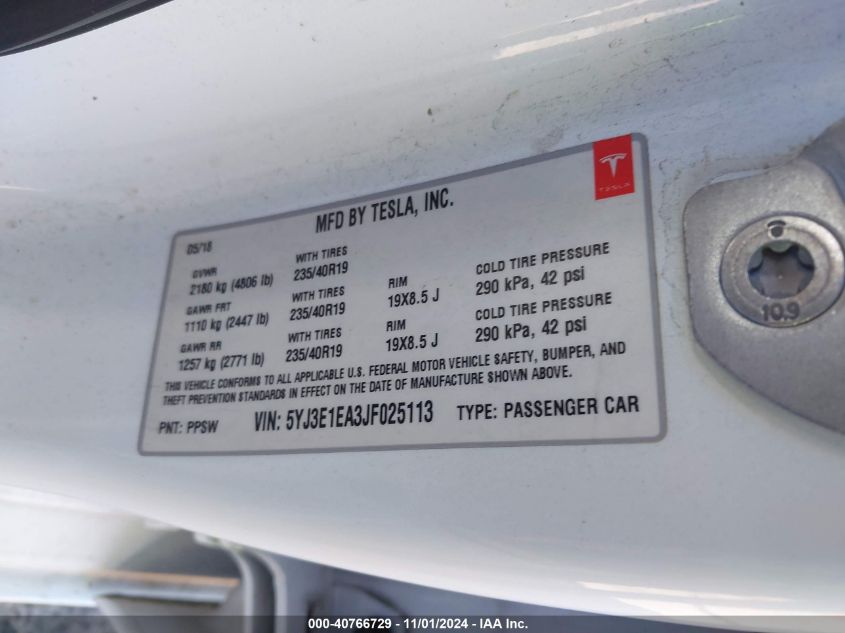 TESLA
MFD BY TESLA, INC.
05/18
GVWR
2180 kg (4806 lb)
WITH TIRES
235/40R19
GAWR FRT
1110 kg (2447 lb)
WITH TIRES
235/40R19
RIM
19X8.5 J
COLD TIRE PRESSURE
290 kPa, 42 psi
GAWR RR
1257 kg (2771 lb)
WITH TIRES
235/40R19
RIM
19X8.5 J
COLD TIRE PRESSURE
290 kPa, 42 psi
THIS VEHICLE CONFORMS TO ALL APPLICABLE U.S. FEDERAL MOTOR VEHICLE SAFETY, BUMPER, AND
THEFT PREVENTION STANDARDS IN EFFECT ON THE DATE OF MANUFACTURE SHOWN ABOVE.
PNT: PPSW
VIN: 5YJ3E1EA3JF025113
TYPE: PASSENGER CAR
10.9
000-40766729 - 11/01/2024 - IAA Inc.